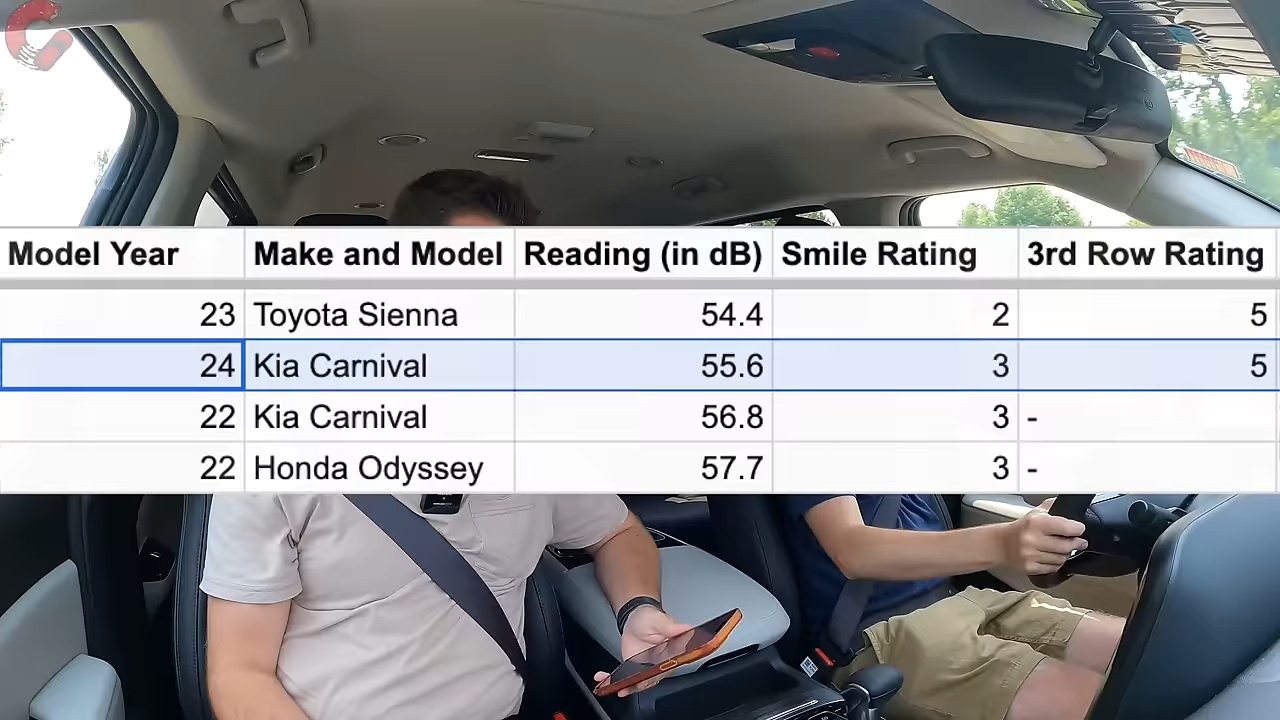 Model Year Make and Model Reading (in dB) Smile Rating 3rd Row Rating
23 Toyota Sienna 54.4 2 5
24 Kia Carnival 55.6 3 5
22 Kia Carnival 56.8 3 -
22 Honda Odyssey 57.7 3 -